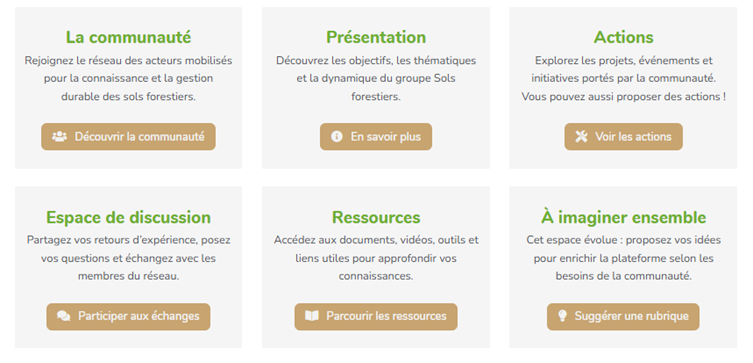 La communauté
Rejoignez le réseau des acteurs mobilisés
pour la connaissance et la gestion
durable des sols forestiers.
Découvrir la communauté
Présentation
Découvrez les objectifs, les thématiques
et la dynamique du groupe Sols
forestiers.
En savoir plus
Actions
Explorez les projets, événements et
initiatives portés par la communauté.
Vous pouvez aussi proposer des actions !
Voir les actions
Espace de discussion
Partagez vos retours d’expérience, posez
vos questions et échangez avec les
membres du réseau.
Participer aux échanges
Ressources
Accédez aux documents, vidéos, outils et
liens utiles pour approfondir vos
connaissances.
Parcourir les ressources
À imaginer ensemble
Cet espace évolue : proposez vos idées
pour enrichir la plateforme selon les
besoins de la communauté.
Suggérer une rubrique